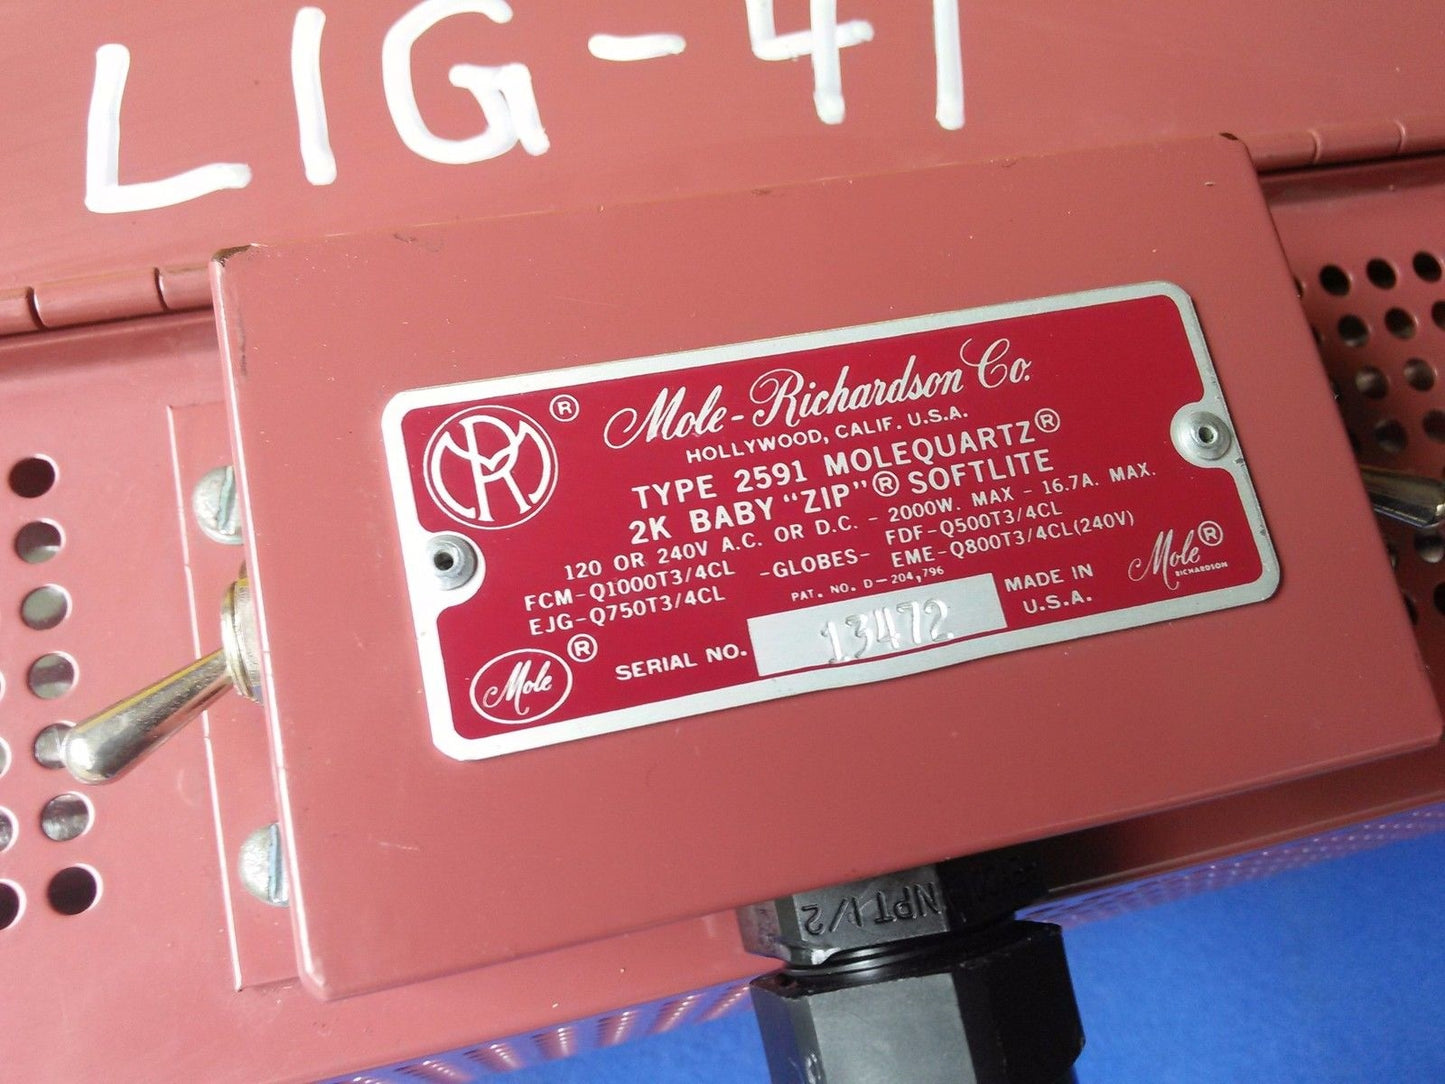 LIG-41
MR ®
Mole-Richardson Co.
HOLLYWOOD, CALIF. U.S.A.
TYPE 2591 MOLEQUARTZ®
2K BABY "ZIP"® SOFTLITE
120 OR 240V A.C. OR D.C. - 2000W. MAX - 16.7A. MAX.
FCM-Q1000T3/4CL -GLOBES- FDF-Q500T3/4CL
EJG-Q750T3/4CL EME-Q800T3/4CL(240V)
PAT. NO. D-204,796
Mole ® SERIAL NO. 13472 MADE IN U.S.A. Mole® RICHARDSON
NPT 1/2